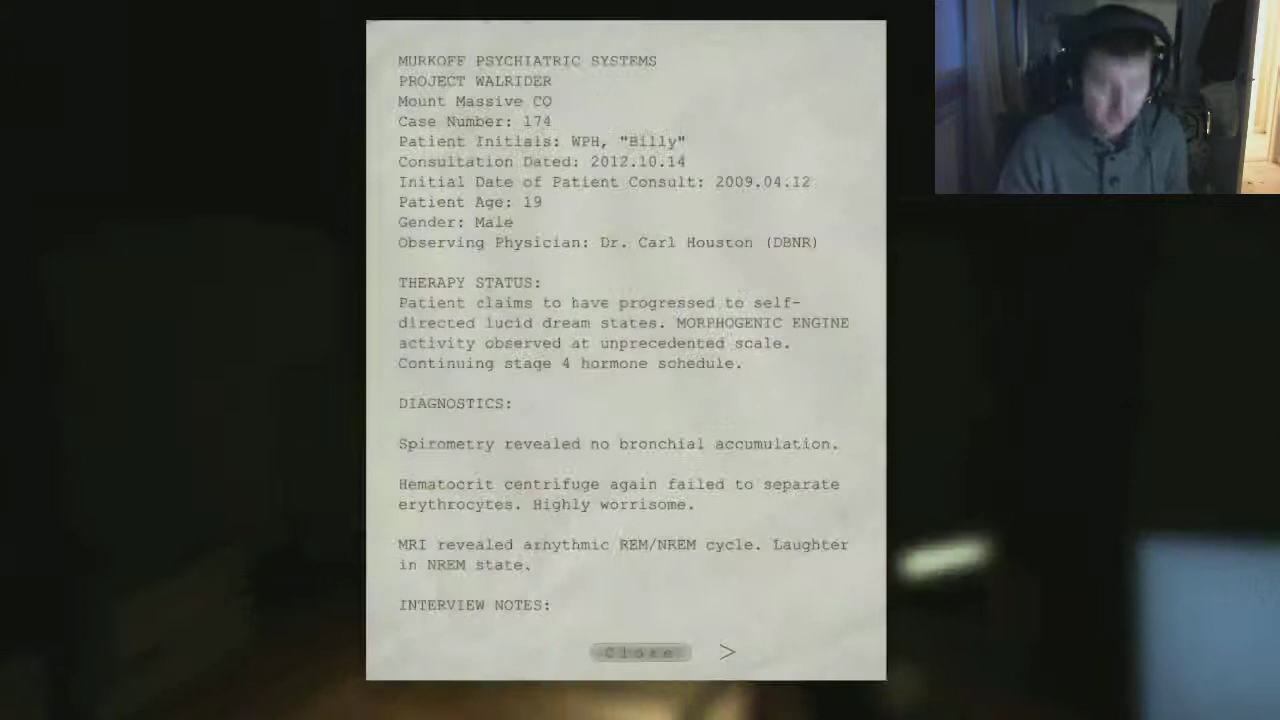 MURKOFF PSYCHIATRIC SYSTEMS
PROJECT WALRIDER
Mount Massive CO
Case Number: 174
Patient Initials: WPH, "Billy"
Consultation Dated: 2012.10.14
Initial Date of Patient Consult: 2009.04.12
Patient Age: 19
Gender: Male
Observing Physician: Dr. Carl Houston (DBNR)
THERAPY STATUS:
Patient claims to have progressed to self-
directed lucid dream states. MORPHOGENIC ENGINE
activity observed at unprecedented scale.
Continuing stage 4 hormone schedule.
DIAGNOSTICS:
Spirometry revealed no bronchial accumulation.
Hematocrit centrifuge again failed to separate
erythrocytes. Highly worrisome.
MRI revealed arhythmic REM/NREM cycle. Laughter
in NREM state.
INTERVIEW NOTES:
Close >